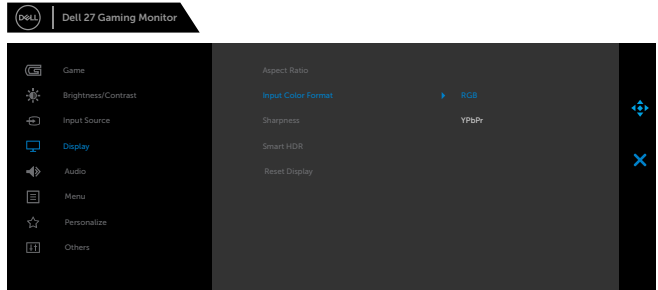 DELL
Dell 27 Gaming Monitor
Game
Aspect Ratio
Brightness/Contrast
Input Color Format
RGB
Input Source
Sharpness
YPbPr
Display
Smart HDR
Audio
Reset Display
Menu
Personalize
Others